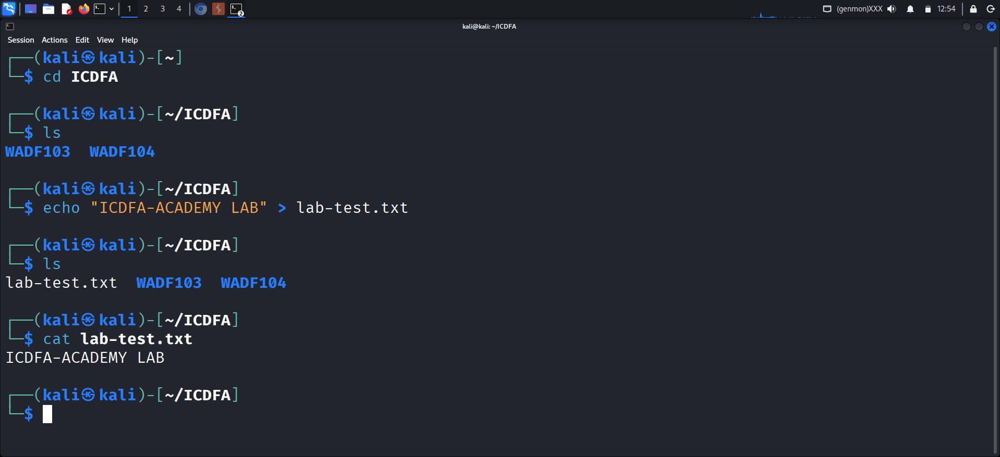 1 2 3 4 2 (genmon)XXX 12:54
kali@kali: ~/ICDFA
Session Actions Edit View Help
┌──(kali㉿kali)-[~]
└─$ cd ICDFA
┌──(kali㉿kali)-[~/ICDFA]
└─$ ls
WADF103 WADF104
┌──(kali㉿kali)-[~/ICDFA]
└─$ echo "ICDFA-ACADEMY LAB" > lab-test.txt
┌──(kali㉿kali)-[~/ICDFA]
└─$ ls
lab-test.txt WADF103 WADF104
┌──(kali㉿kali)-[~/ICDFA]
└─$ cat lab-test.txt
ICDFA-ACADEMY LAB
┌──(kali㉿kali)-[~/ICDFA]
└─$